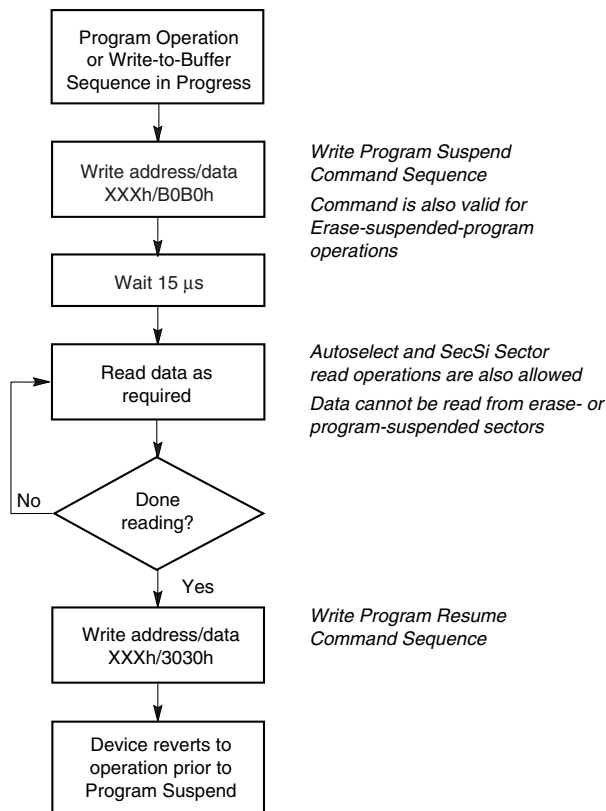 Program Operation
or Write-to-Buffer
Sequence in Progress
Write address/data
XXXh/B0B0h
Write Program Suspend
Command Sequence
Command is also valid for
Erase-suspended-program
operations
Wait 15 μs
Read data as
required
Autoselect and SecSi Sector
read operations are also allowed
Data cannot be read from erase- or
program-suspended sectors
No
Done
reading?
Yes
Write address/data
XXXh/3030h
Write Program Resume
Command Sequence
Device reverts to
operation prior to
Program Suspend